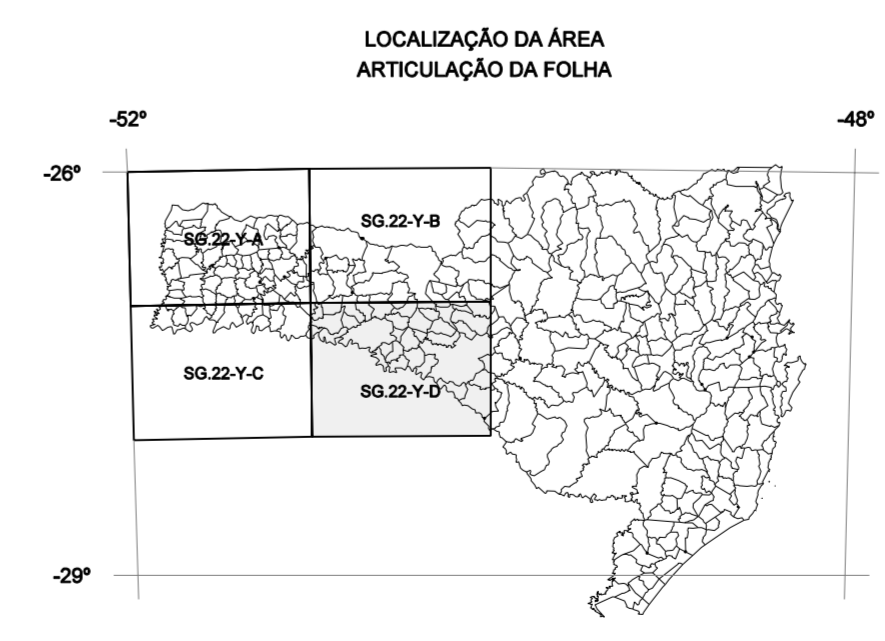 LOCALIZAÇÃO DA ÁREA
ARTICULAÇÃO DA FOLHA
-52º
-48º
-26º
SG.22-Y-A
SG.22-Y-B
SG.22-Y-C
SG.22-Y-D
-29º